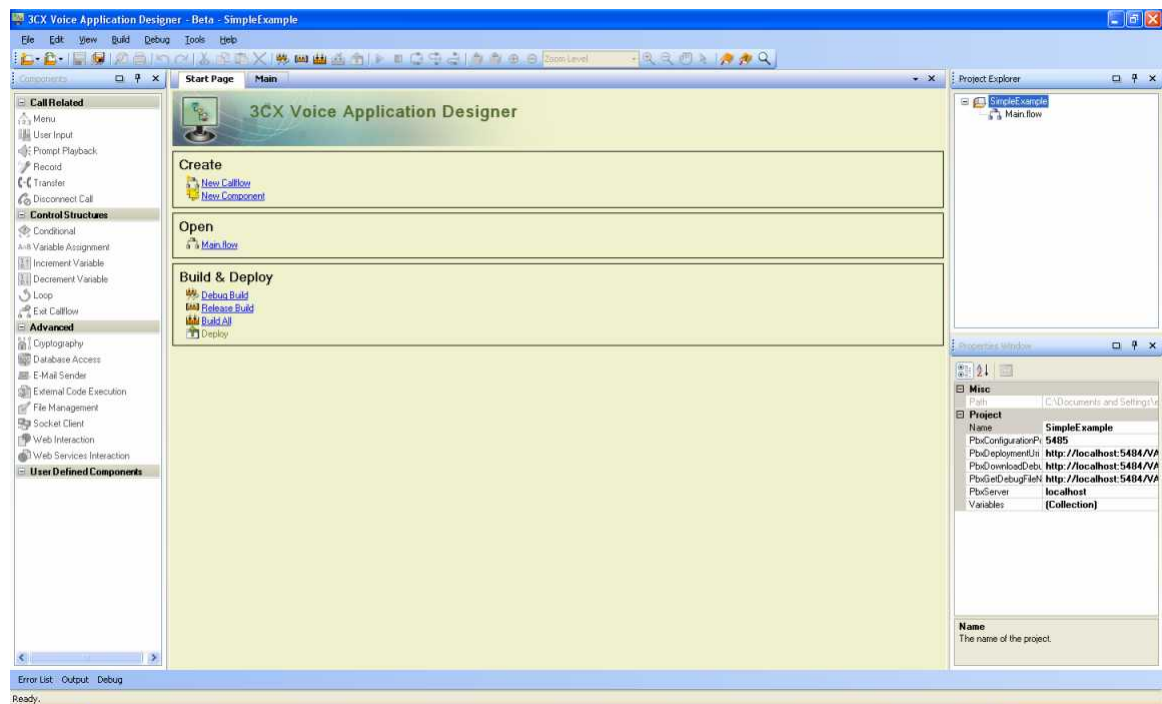 3CX Voice Application Designer - Beta - SimpleExample
File Edit View Build Debug Tools Help
Zoom Level
Components
Call Related
Menu
User Input
Prompt Playback
Record
Transfer
Disconnect Call
Control Structures
Conditional
Variable Assignment
Increment Variable
Decrement Variable
Loop
Exit Callflow
Advanced
Cryptography
Database Access
E-Mail Sender
External Code Execution
File Management
Socket Client
Web Interaction
Web Services Interaction
User Defined Components
Start Page Main
3CX Voice Application Designer
Create
New Callflow
New Component
Open
Main.flow
Build & Deploy
Debug Build
Release Build
Build All
Deploy
Project Explorer
SimpleExample
Main.flow
Properties Window
Misc
Path C:\Documents and Settings\e
Project
Name SimpleExample
PbxConfigurationPo 5485
PbxDeploymentUri http://localhost:5484/VA
PbxDownloadDebu http://localhost:5484/VA
PbxGetDebugFileN http://localhost:5484/VA
PbxServer localhost
Variables (Collection)
Name
The name of the project.
Error List Output Debug
Ready.